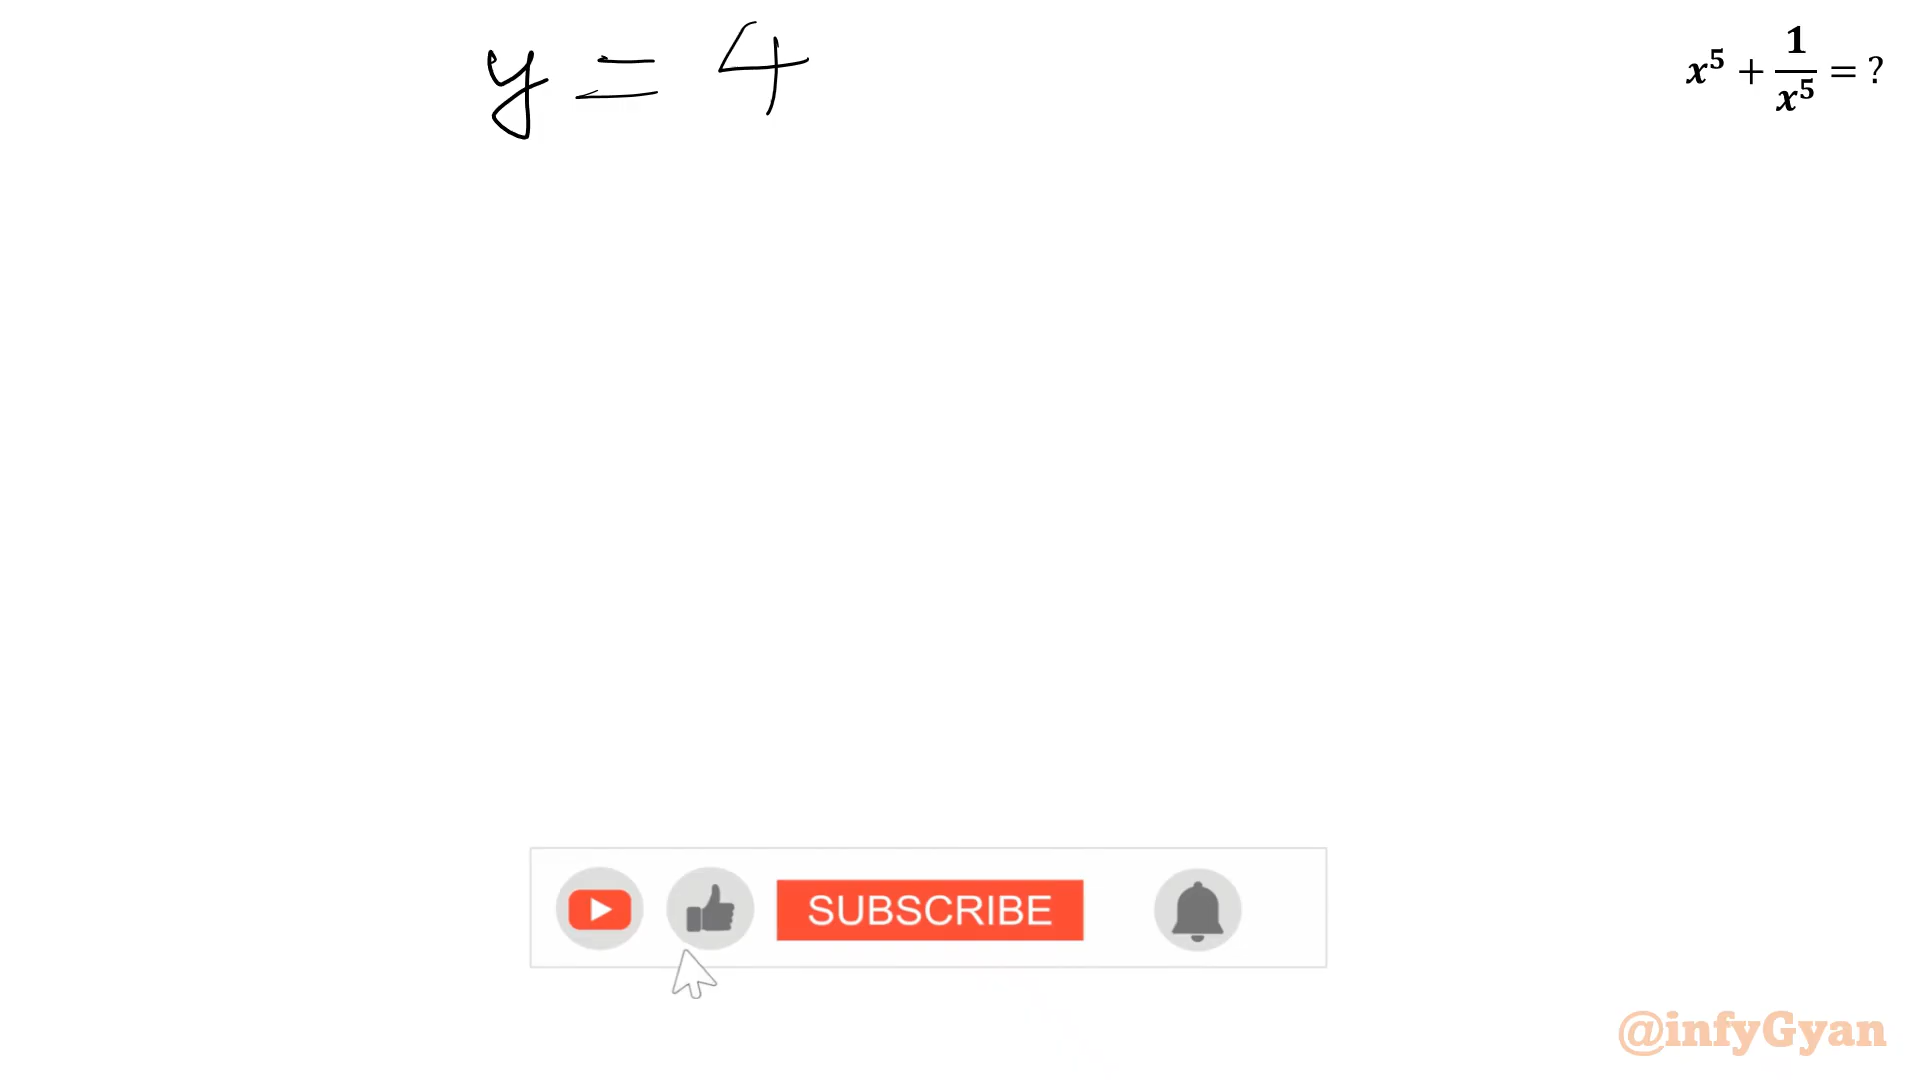 y = 4
x⁵ + 1/x⁵ = ?
SUBSCRIBE
@infyGyan